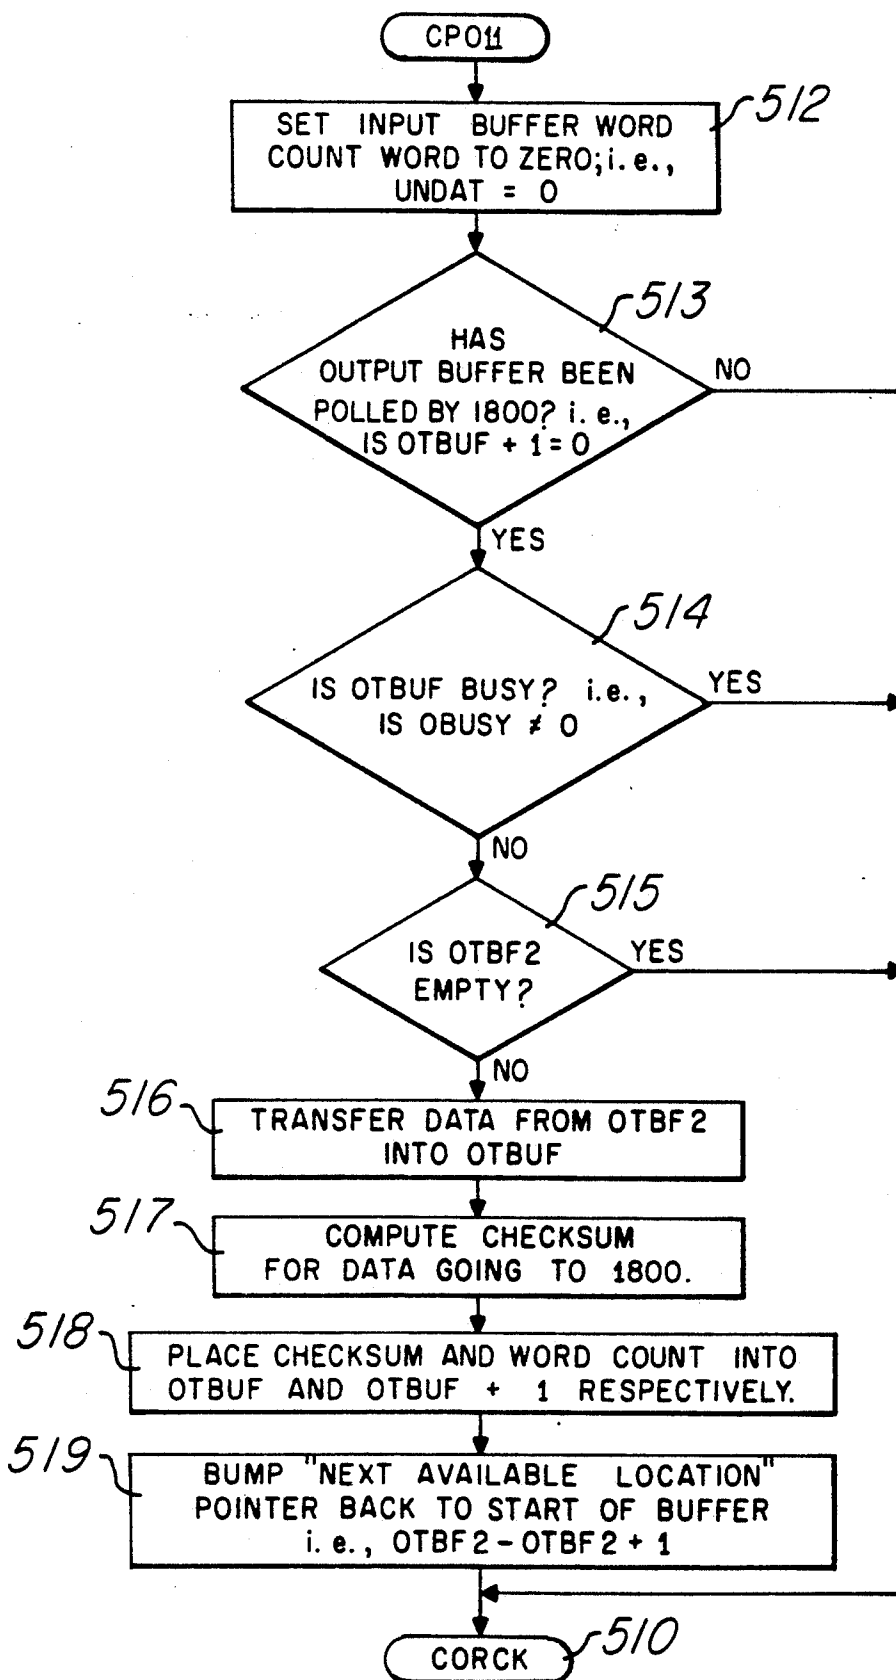 CP011
512
SET INPUT BUFFER WORD
COUNT WORD TO ZERO; i.e.,
UNDAT = 0
513
HAS
OUTPUT BUFFER BEEN
POLLED BY 1800? i.e.,
IS OTBUF + 1 = 0
NO
YES
514
IS OTBUF BUSY? i.e.,
IS OBUSY ≠ 0
YES
NO
515
IS OTBF2
EMPTY?
YES
NO
516
TRANSFER DATA FROM OTBF2
INTO OTBUF
517
COMPUTE CHECKSUM
FOR DATA GOING TO 1800.
518
PLACE CHECKSUM AND WORD COUNT INTO
OTBUF AND OTBUF + 1 RESPECTIVELY.
519
BUMP "NEXT AVAILABLE LOCATION"
POINTER BACK TO START OF BUFFER
i.e., OTBF2-OTBF2 + 1
CORCK
510